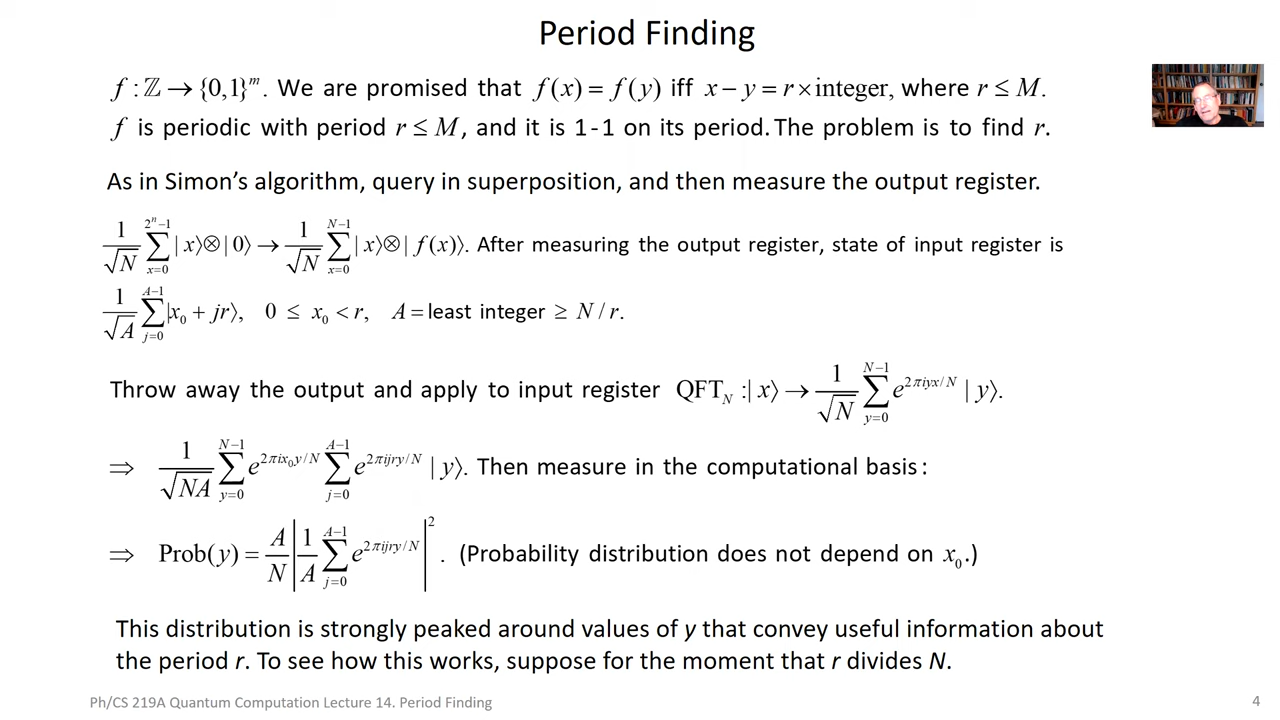 Period Finding
f : ℤ → {0,1}^m. We are promised that f(x) = f(y) iff x − y = r × integer, where r ≤ M.
f is periodic with period r ≤ M, and it is 1-1 on its period. The problem is to find r.
As in Simon's algorithm, query in superposition, and then measure the output register.
1/√N ∑_{x=0}^{2^n−1} |x⟩⊗|0⟩ → 1/√N ∑_{x=0}^{N−1} |x⟩⊗|f(x)⟩. After measuring the output register, state of input register is
1/√A ∑_{j=0}^{A−1} |x_0 + jr⟩, 0 ≤ x_0 < r, A = least integer ≥ N / r.
Throw away the output and apply to input register QFT_N :|x⟩ → 1/√N ∑_{y=0}^{N−1} e^{2πiyx/N} |y⟩.
⇒ 1/√NA ∑_{y=0}^{N−1} e^{2πix_0y/N} ∑_{j=0}^{A−1} e^{2πijry/N} |y⟩. Then measure in the computational basis:
⇒ Prob(y) = A/N |1/A ∑_{j=0}^{A−1} e^{2πijry/N}|^2. (Probability distribution does not depend on x_0.)
This distribution is strongly peaked around values of y that convey useful information about
the period r. To see how this works, suppose for the moment that r divides N.
Ph/CS 219A Quantum Computation Lecture 14. Period Finding
4